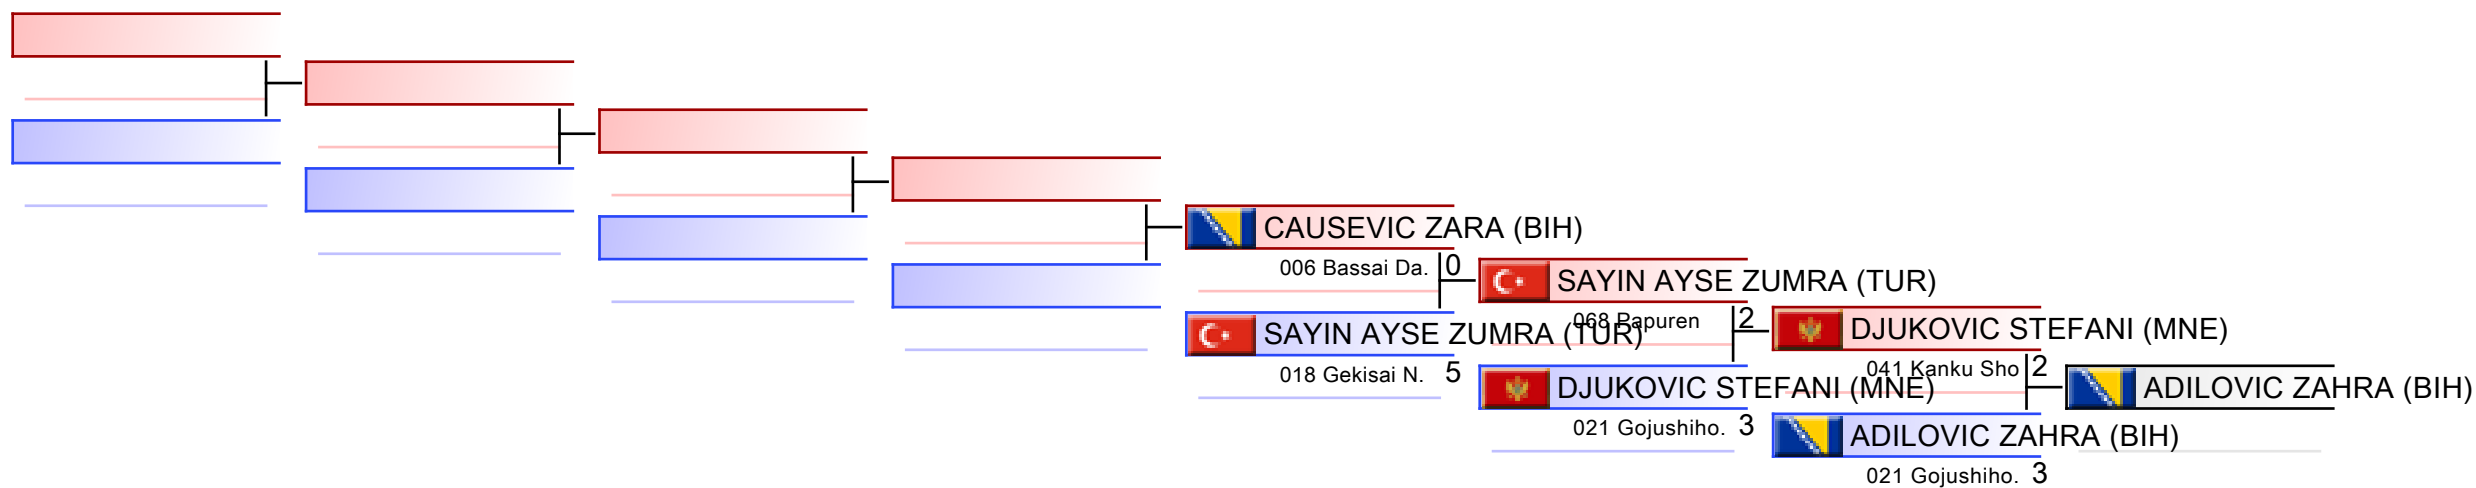 CAUSEVIC ZARA (BIH)
006 Bassai Da. 0
SAYIN AYSE ZUMRA (TUR)
018 Gekisai N. 5
SAYIN AYSE ZUMRA (TUR)
068 Papuren 2
DJUKOVIC STEFANI (MNE)
021 Gojushiho. 3
DJUKOVIC STEFANI (MNE)
041 Kanku Sho 2
ADILOVIC ZAHRA (BIH)
021 Gojushiho. 3
ADILOVIC ZAHRA (BIH)